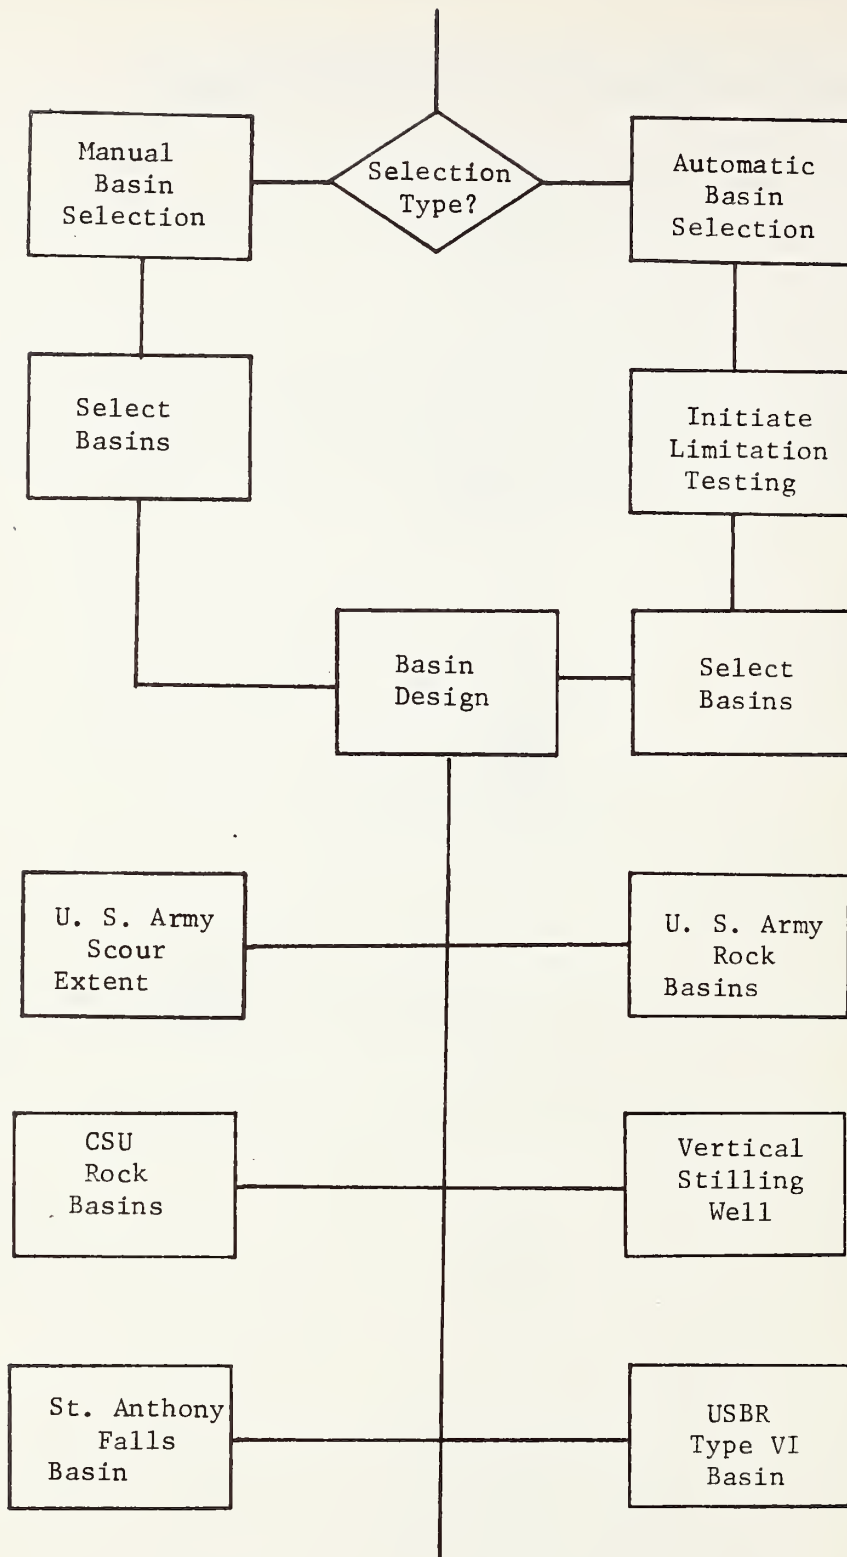 Manual
Basin
Selection
Selection
Type?
Automatic
Basin
Selection
Select
Basins
Initiate
Limitation
Testing
Basin
Design
Select
Basins
U. S. Army
Scour
Extent
U. S. Army
Rock
Basins
CSU
Rock
Basins
Vertical
Stilling
Well
St. Anthony
Falls
Basin
USBR
Type VI
Basin